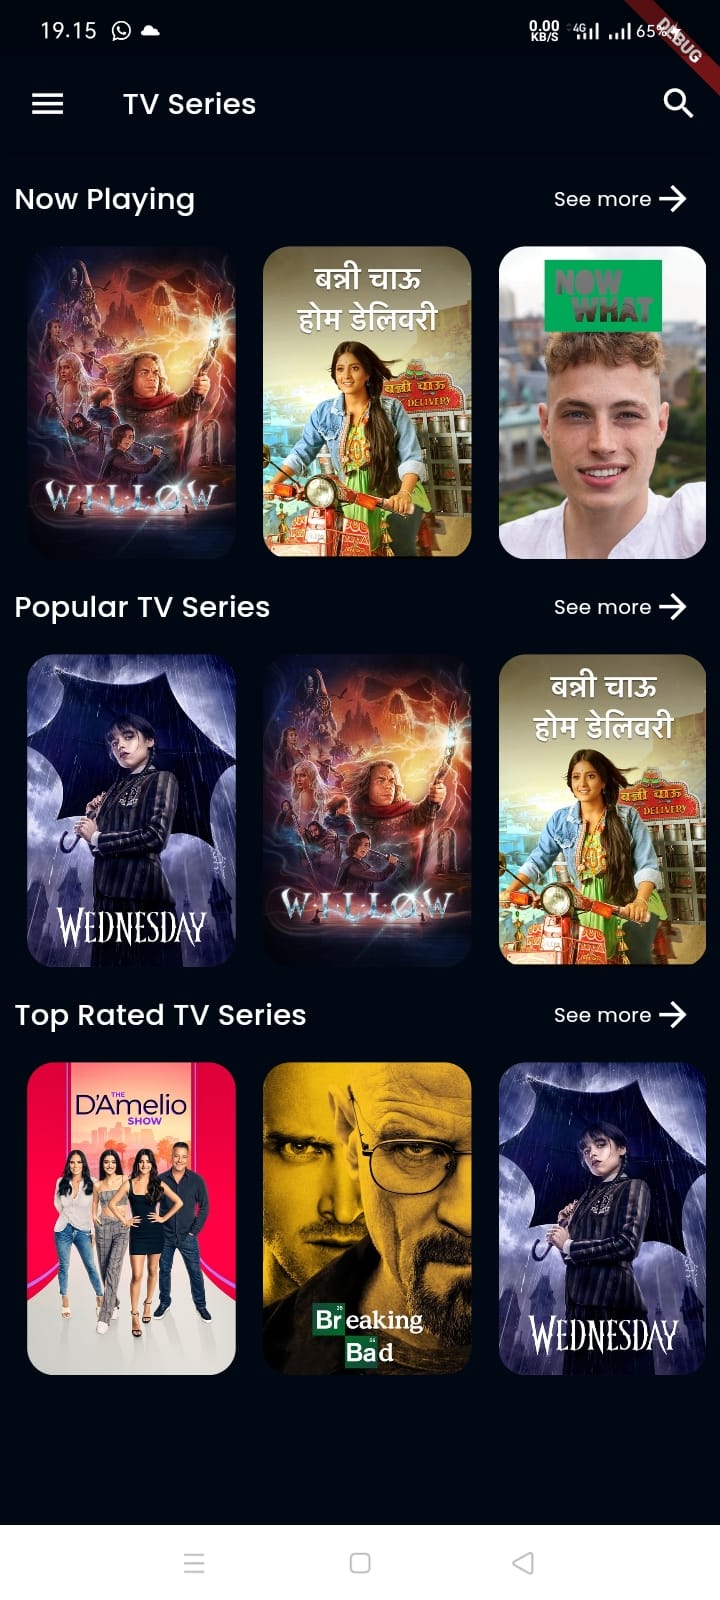 19.15
0.00
KB/S
4G
65%
DEBUG
TV Series
Now Playing
See more
WILLOW
बन्नी चाऊ
होम डेलिवरी
बन्नी चाऊ
DELIVERY
NOW
WHAT
Popular TV Series
See more
WEDNESDAY
WILLOW
बन्नी चाऊ
होम डेलिवरी
बन्नी चाऊ
DELIVERY
Top Rated TV Series
See more
THE
D'Amelio
SHOW
35
Breaking
56
Bad
WEDNESDAY